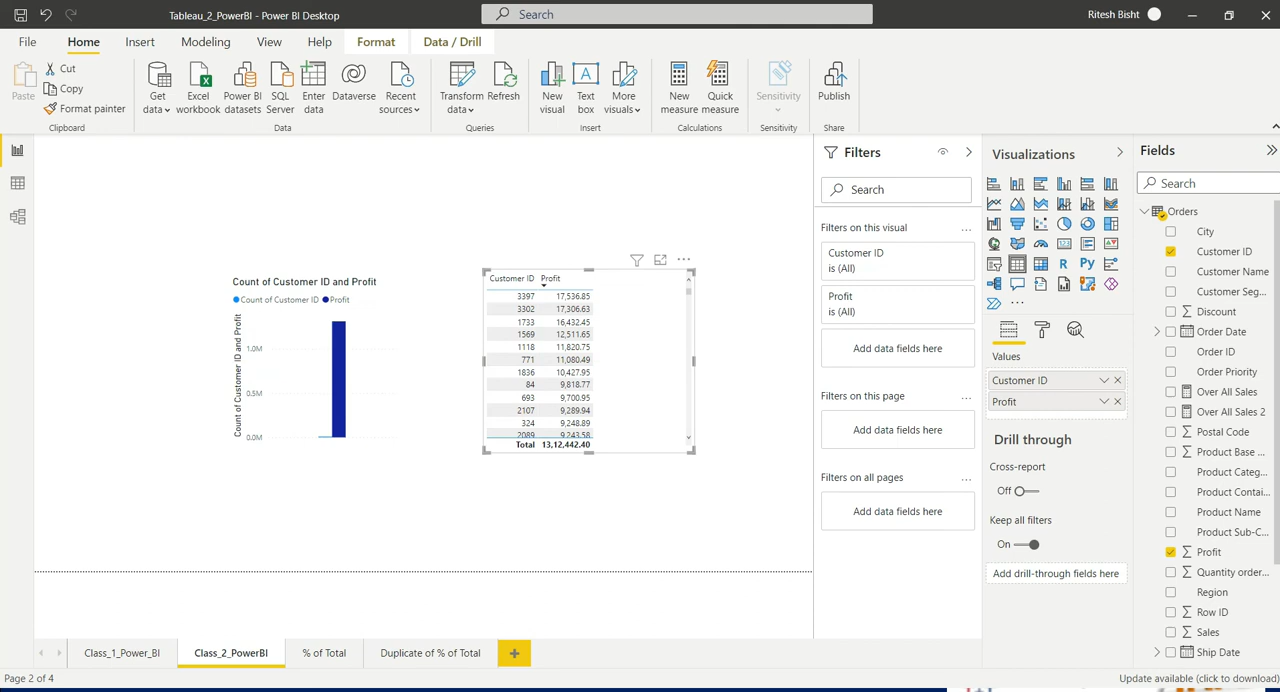 Tableau_2_PowerBI - Power BI Desktop
Search
Ritesh Bisht
File Home Insert Modeling View Help Format Data / Drill
Paste
Cut
Copy
Format painter
Clipboard
Get data
Excel workbook
Power BI datasets
SQL Server
Enter data
Dataverse
Recent sources
Data
Transform data
Refresh
Queries
New visual
Text box
More visuals
Insert
New measure
Quick measure
Calculations
Sensitivity
Sensitivity
Publish
Share
Count of Customer ID and Profit
Count of Customer ID Profit
Count of Customer ID and Profit
1.0M
0.5M
0.0M
Customer ID Profit
3397 17,536.85
3302 17,306.63
1733 16,432.45
1569 12,511.65
1118 11,820.75
771 11,080.49
1836 10,427.95
84 9,818.77
693 9,700.95
2107 9,289.94
324 9,248.89
2089 9,243.58
Total 13,12,442.40
Filters
Search
Filters on this visual ...
Customer ID
is (All)
Profit
is (All)
Add data fields here
Filters on this page ...
Add data fields here
Filters on all pages ...
Add data fields here
Visualizations
R Py
...
Values
Customer ID
Profit
Drill through
Cross-report
Off
Keep all filters
On
Add drill-through fields here
Fields
Search
Orders
City
Customer ID
Customer Name
Customer Seg...
Discount
Order Date
Order ID
Order Priority
Over All Sales
Over All Sales 2
Postal Code
Product Base ...
Product Categ...
Product Contai...
Product Name
Product Sub-C...
Profit
Quantity order...
Region
Row ID
Sales
Ship Date
Class_1_Power_BI Class_2_PowerBI % of Total Duplicate of % of Total +
Page 2 of 4
Update available (click to download)